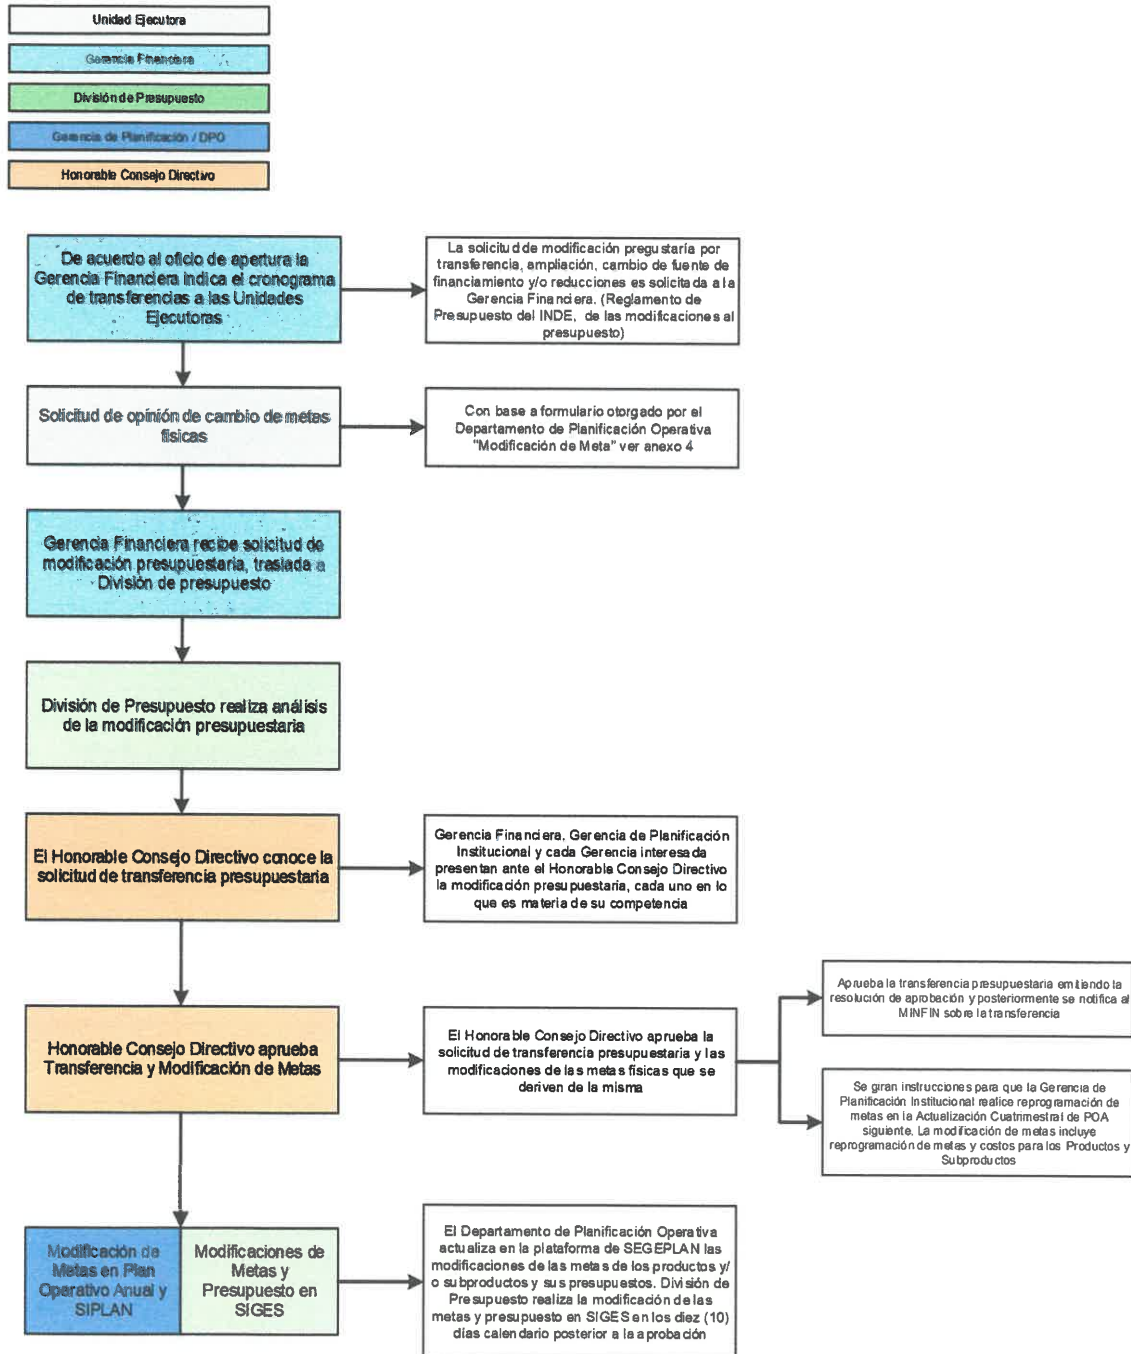 Unidad Ejecutora
Gerencia Financiera
División de Presupuesto
Gerencia de Planificación / DPO
Honorable Consejo Directivo
De acuerdo al oficio de apertura la
Gerencia Financiera indica el cronograma
de transferencias a las Unidades
Ejecutoras
La solicitud de modificación pregustaría por
transferencia, ampliación, cambio de fuente de
financiamiento y/o reducciones es solicitada a la
Gerencia Financiera. (Reglamento de
Presupuesto del INDE, de las modificaciones al
presupuesto)
Solicitud de opinión de cambio de metas
físicas
Con base a formulario otorgado por el
Departamento de Planificación Operativa
"Modificación de Meta" ver anexo 4
Gerencia Financiera recibe solicitud de
modificación presupuestaria, traslada a
División de presupuesto
División de Presupuesto realiza análisis
de la modificación presupuestaria
El Honorable Consejo Directivo conoce la
solicitud de transferencia presupuestaria
Gerencia Financiera, Gerencia de Planificación
Institucional y cada Gerencia interesada
presentan ante el Honorable Consejo Directivo
la modificación presupuestaria, cada uno en lo
que es materia de su competencia
Honorable Consejo Directivo aprueba
Transferencia y Modificación de Metas
El Honorable Consejo Directivo aprueba la
solicitud de transferencia presupuestaria y las
modificaciones de las metas físicas que se
deriven de la misma
Aprueba la transferencia presupuestaria emitiendo la
resolución de aprobación y posteriormente se notifica al
MINFIN sobre la transferencia
Se giran instrucciones para que la Gerencia de
Planificación Institucional realice reprogramación de
metas en la Actualización Cuatrimestral de POA
siguiente. La modificación de metas incluye
reprogramación de metas y costos para los Productos y
Subproductos
Modificación de
Metas en Plan
Operativo Anual y
SIPLAN
Modificaciones de
Metas y
Presupuesto en
SIGES
El Departamento de Planificación Operativa
actualiza en la plataforma de SEGEPLAN las
modificaciones de las metas de los productos y/
o subproductos y sus presupuestos. División de
Presupuesto realiza la modificación de las
metas y presupuesto en SIGES en los diez (10)
días calendario posterior a la aprobación